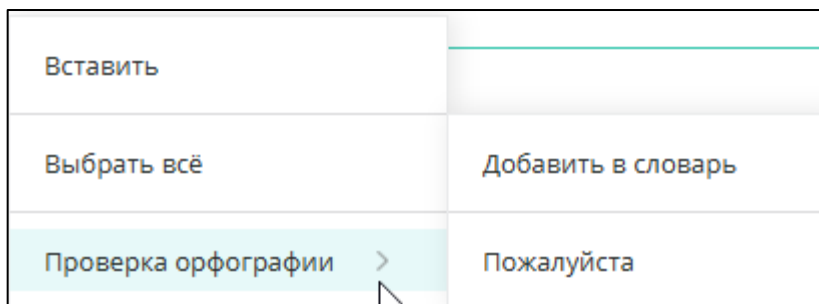 Вставить
Выбрать всё
Добавить в словарь
Проверка орфографии
Пожалуйста